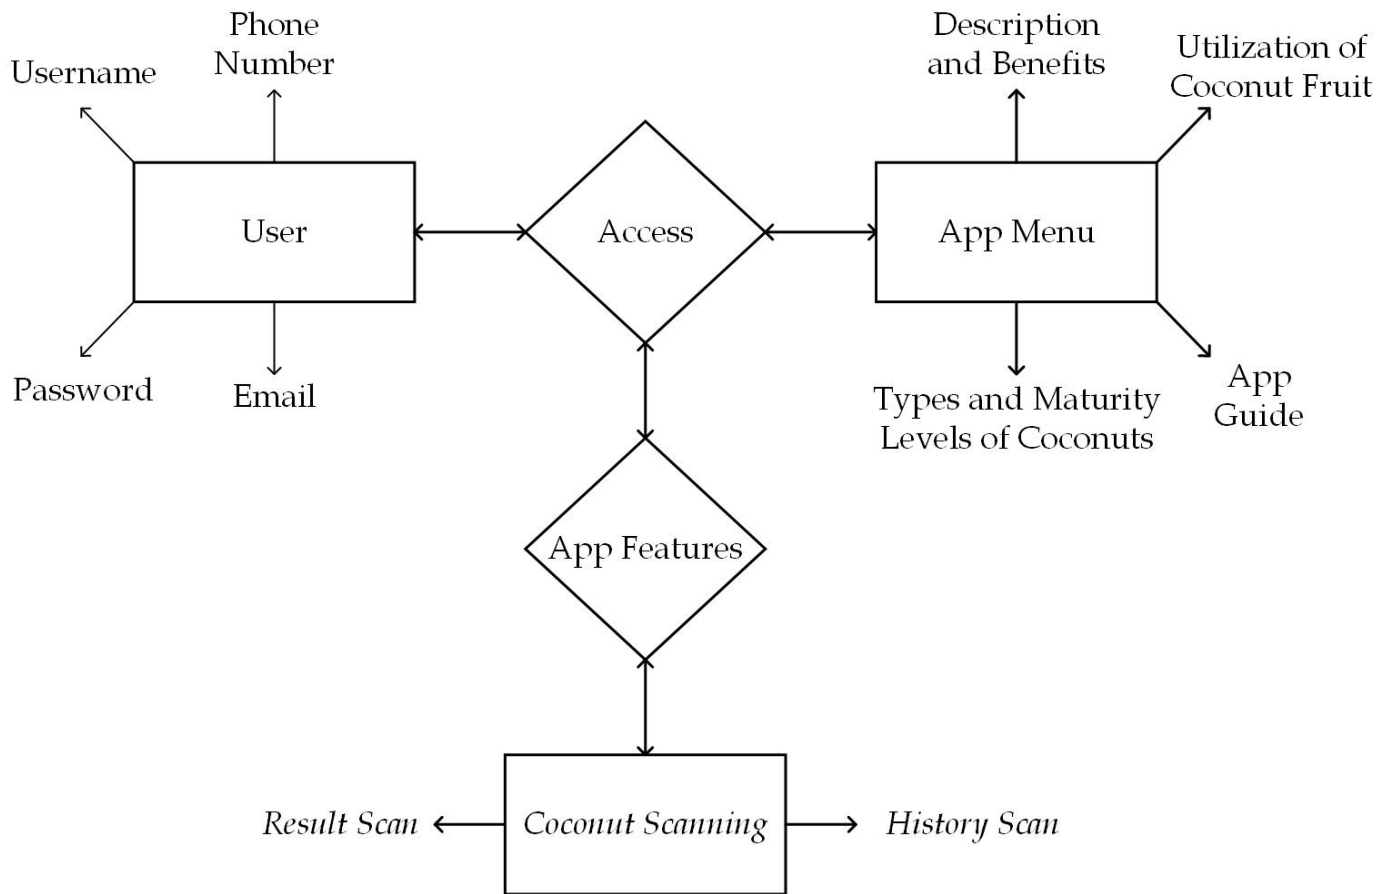 Phone
Number
Username
Description
and Benefits
Utilization of
Coconut Fruit
User
Access
App Menu
Password
Email
Types and Maturity
Levels of Coconuts
App
Guide
App Features
Result Scan
Coconut Scanning
History Scan